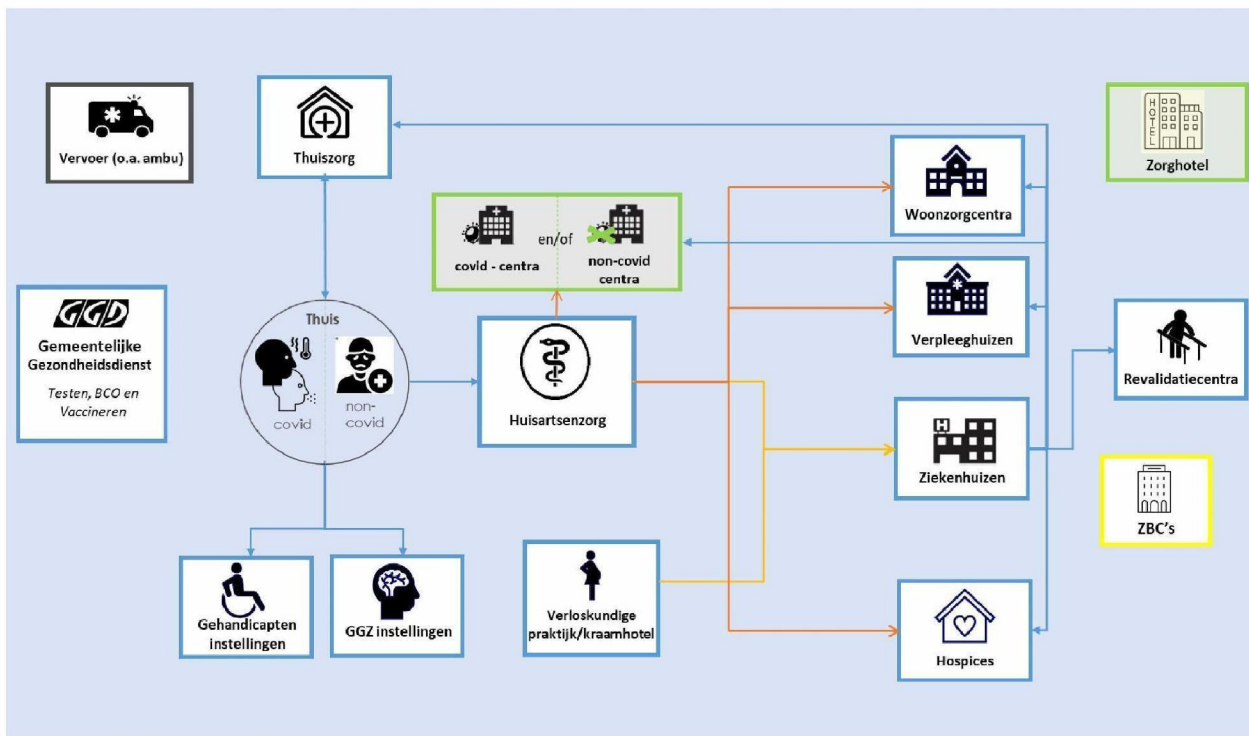 Vervoer (o.a. ambu)
Thuiszorg
HOTEL
Zorghotel
Woonzorgcentra
covid - centra
en/of
non-covid
centra
GGD
Gemeentelijke
Gezondheidsdienst
Testen, BCO en
Vaccineren
Thuis
covid
non-
covid
Huisartsenzorg
Verpleeghuizen
Revalidatiecentra
H
Ziekenhuizen
ZBC's
Gehandicapten
instellingen
GGZ instellingen
Verloskundige
praktijk/kraamhotel
Hospices